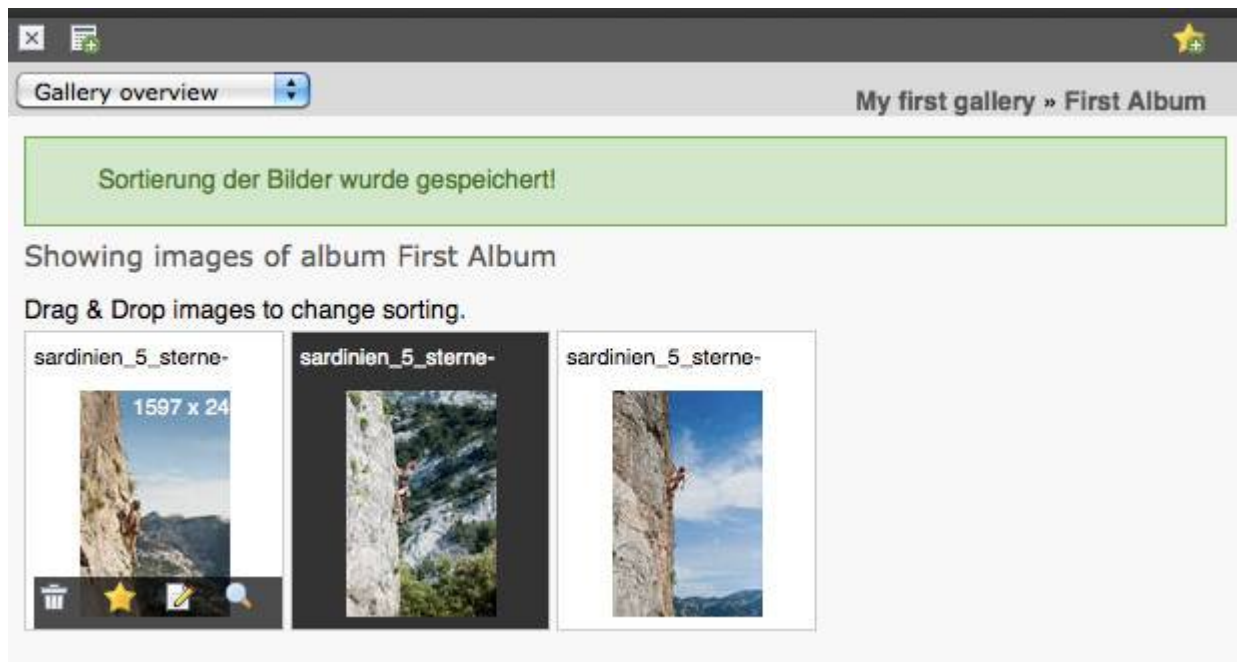 Gallery overview
My first gallery » First Album
Sortierung der Bilder wurde gespeichert!
Showing images of album First Album
Drag & Drop images to change sorting.
sardinien_5_sterne-
sardinien_5_sterne-
sardinien_5_sterne-
1597 x 24